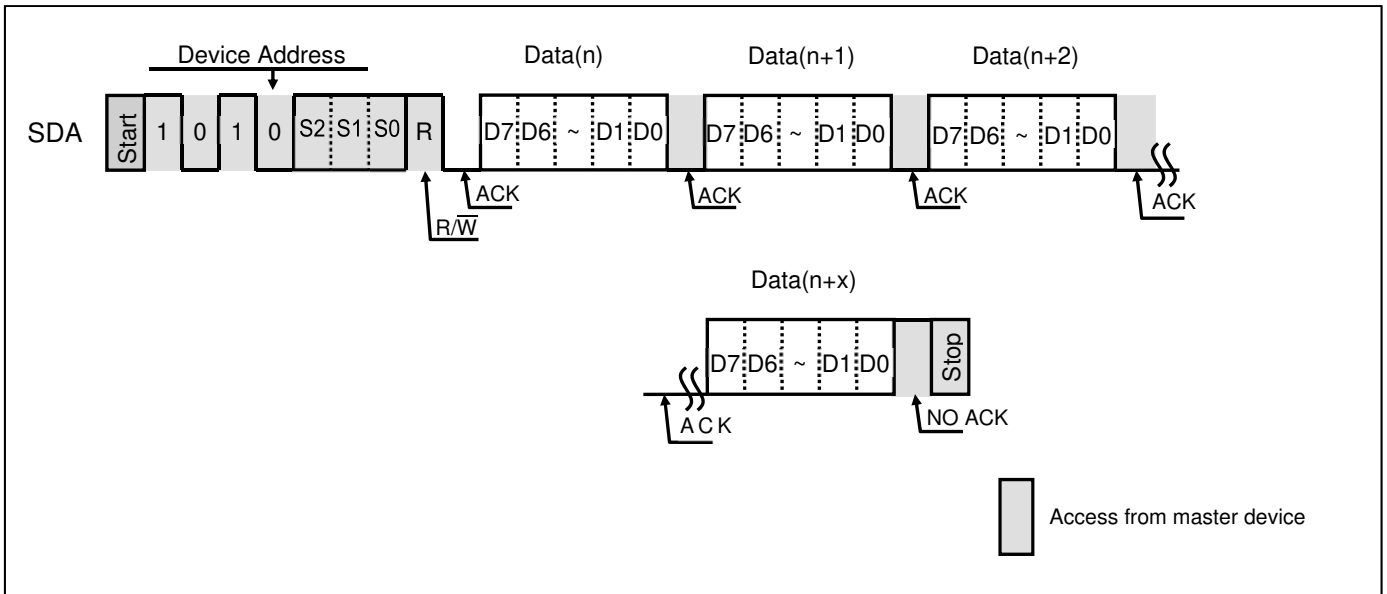 Device Address Data(n) Data(n+1) Data(n+2)
SDA Start 1 0 1 0 S2 S1 S0 R D7 D6 ~ D1 D0 D7 D6 ~ D1 D0 D7 D6 ~ D1 D0
ACK ACK ACK ACK
R/W̅
Data(n+x)
D7 D6 ~ D1 D0 Stop
A C K NO ACK
Access from master device